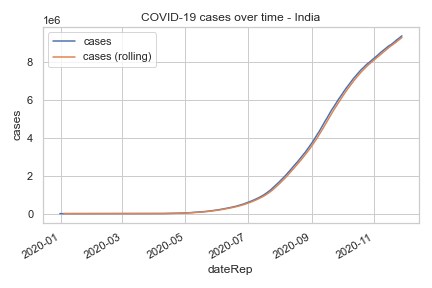 COVID-19 cases over time - India
1e6
cases
cases (rolling)
8
6
4
2
0
cases
2020-01
2020-03
2020-05
2020-07
2020-09
2020-11
dateRep